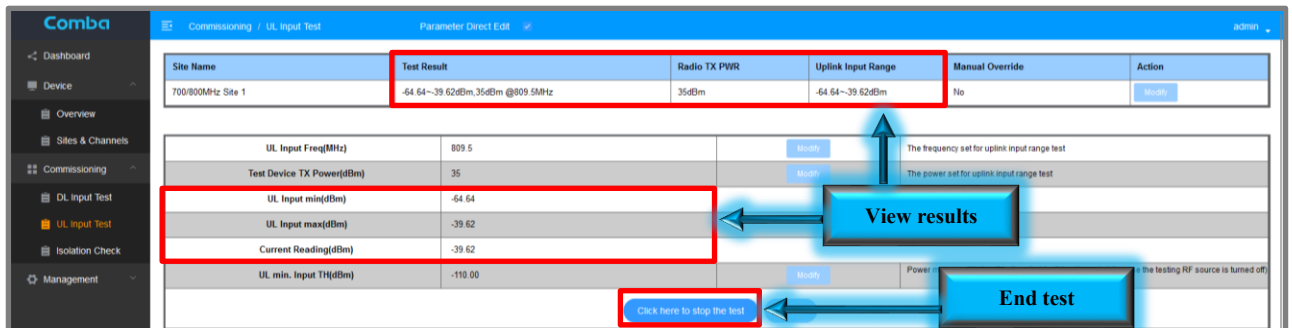 Comba
Commissioning / UL Input Test Parameter Direct Edit admin
Dashboard
Device
Overview
Sites & Channels
Commissioning
DL Input Test
UL Input Test
Isolation Check
Management
Site Name Test Result Radio TX PWR Uplink Input Range Manual Override Action
700/800MHz Site 1 -64.64~-39.62dBm,35dBm @809.5MHz 35dBm -64.64~-39.62dBm No Modify
UL Input Freq(MHz) 809.5 Modify The frequency set for uplink input range test
Test Device TX Power(dBm) 35 Modify The power set for uplink input range test
UL Input min(dBm) -64.64
UL Input max(dBm) -39.62
Current Reading(dBm) -39.62
UL min. Input TH(dBm) -110.00 Modify Power the testing RF source is turned off)
Click here to stop the test
View results
End test